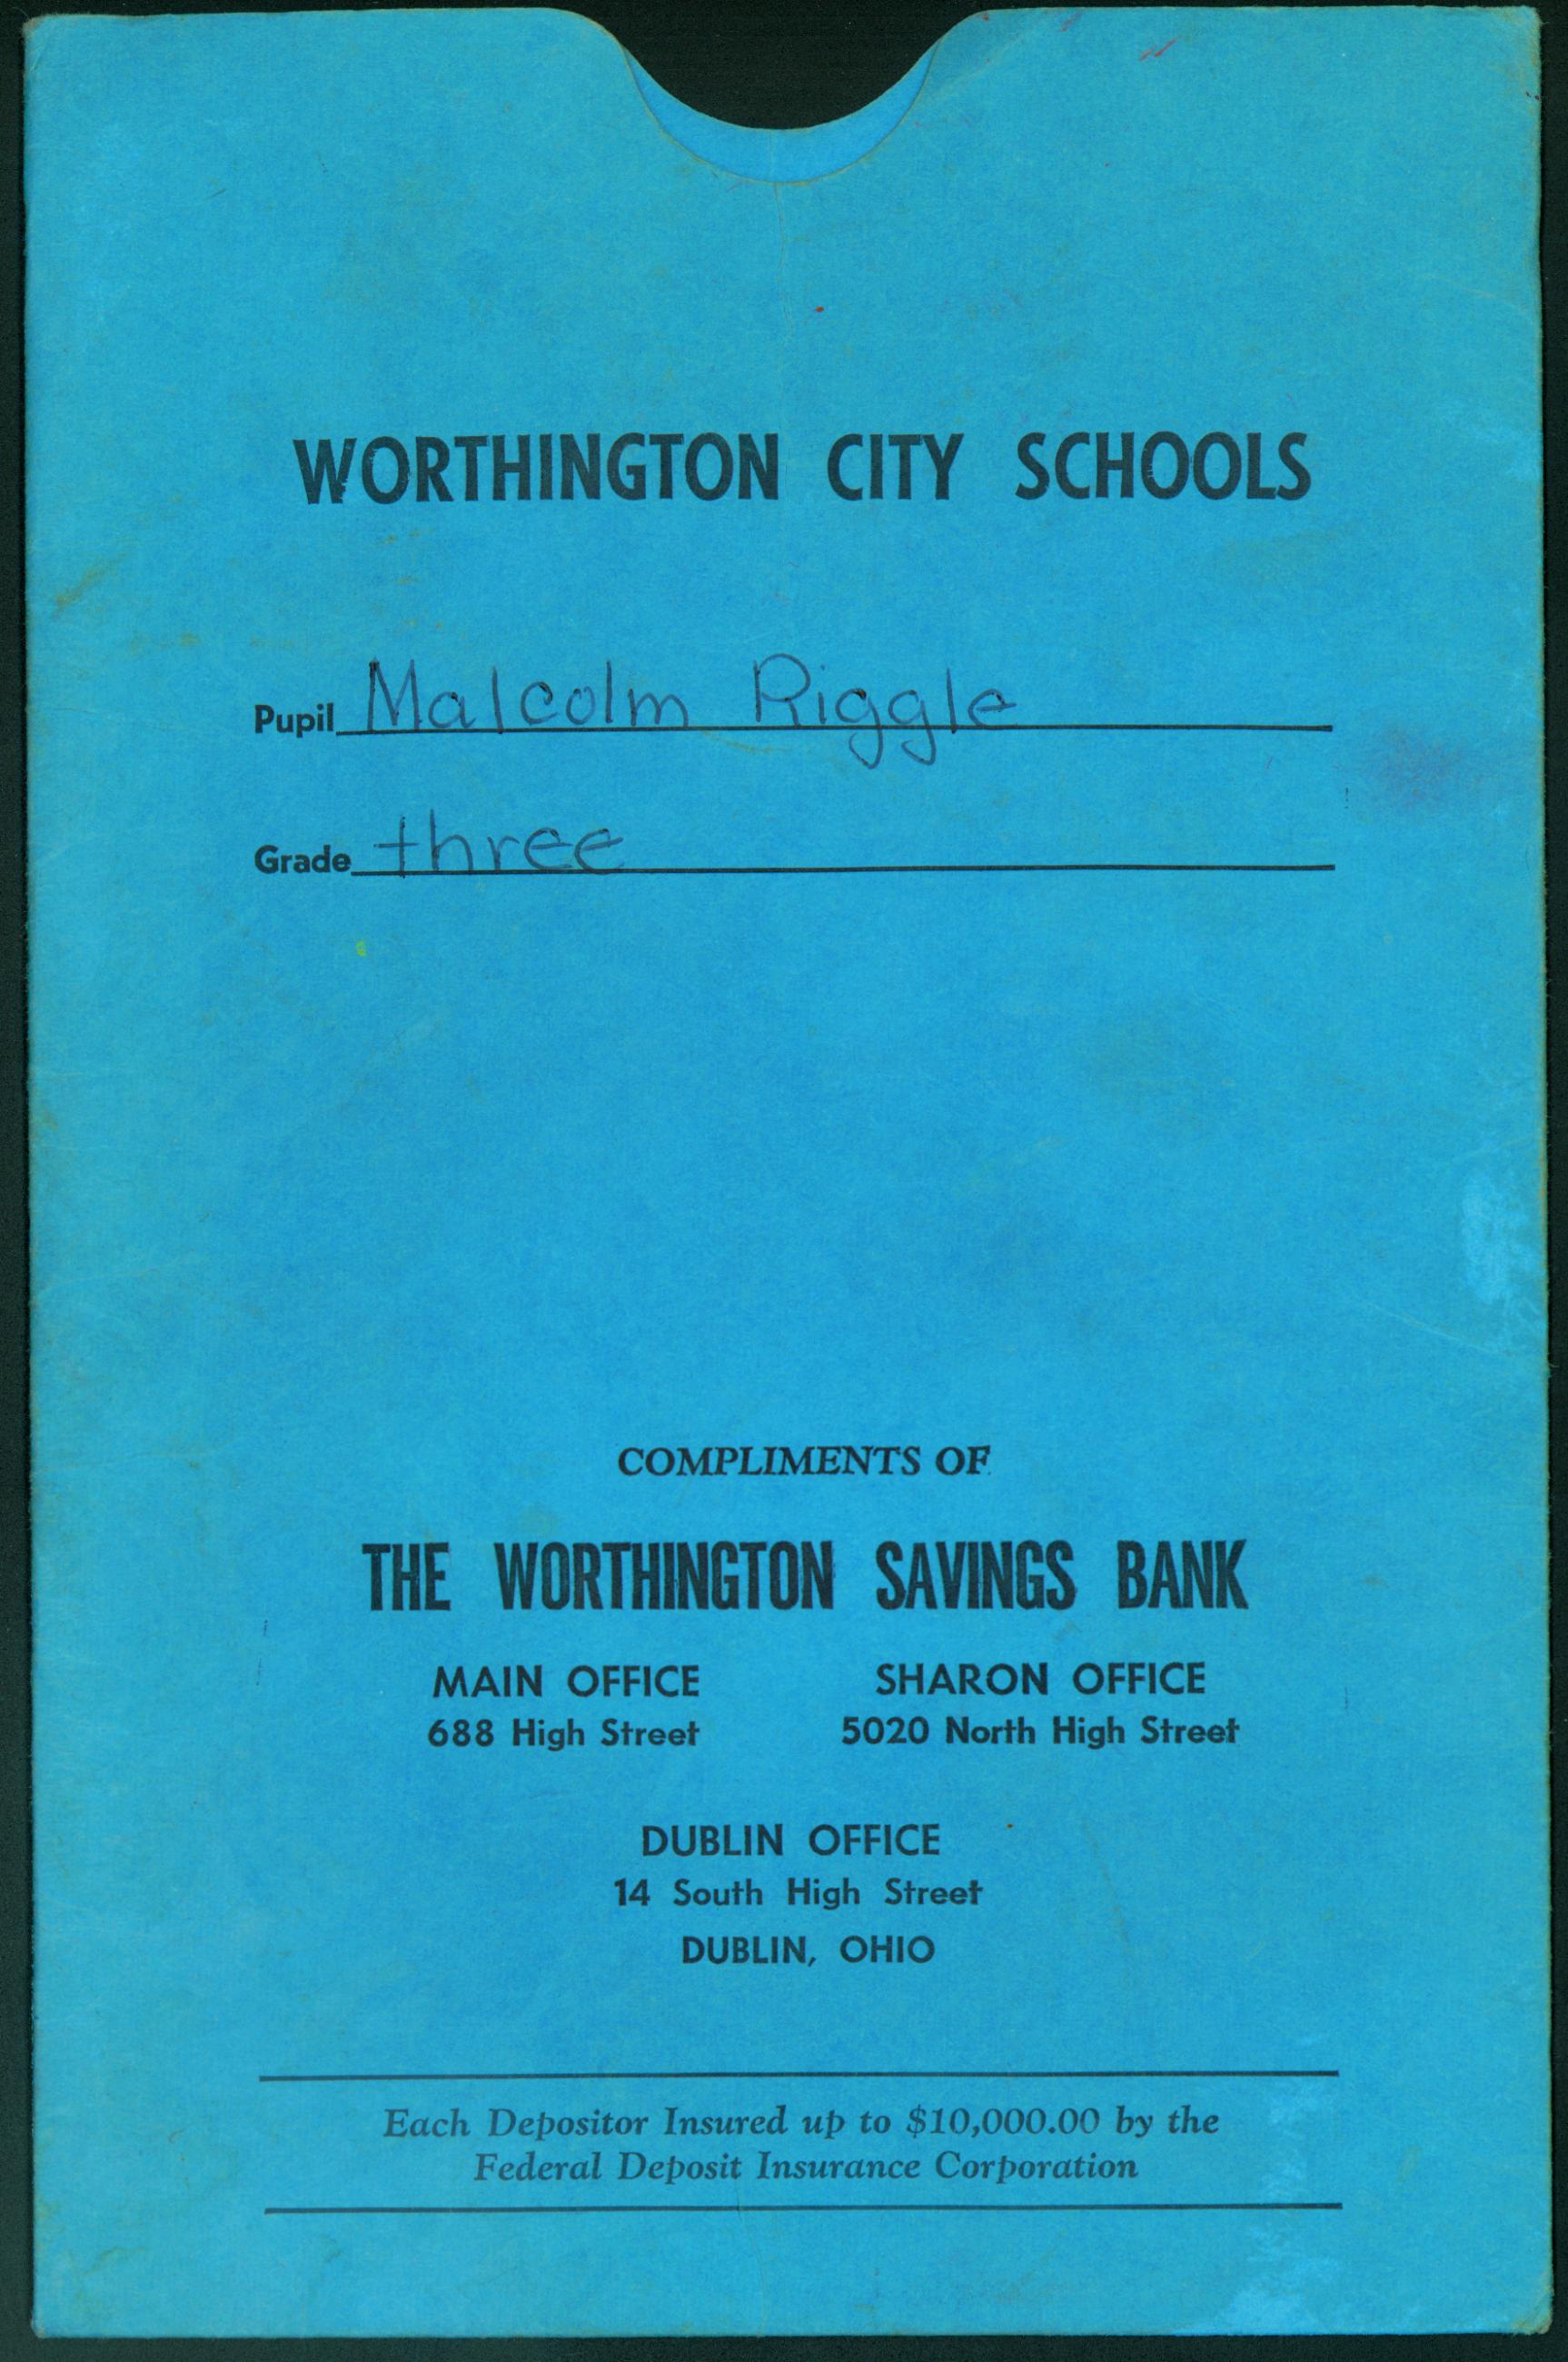 WORTHINGTON CITY SCHOOLS
Pupil Malcolm Riggle
Grade three
COMPLIMENTS OF
THE WORTHINGTON SAVINGS BANK
MAIN OFFICE SHARON OFFICE
688 High Street 5020 North High Street
DUBLIN OFFICE
14 South High Street
DUBLIN, OHIO
Each Depositor Insured up to $10,000.00 by the
Federal Deposit Insurance Corporation